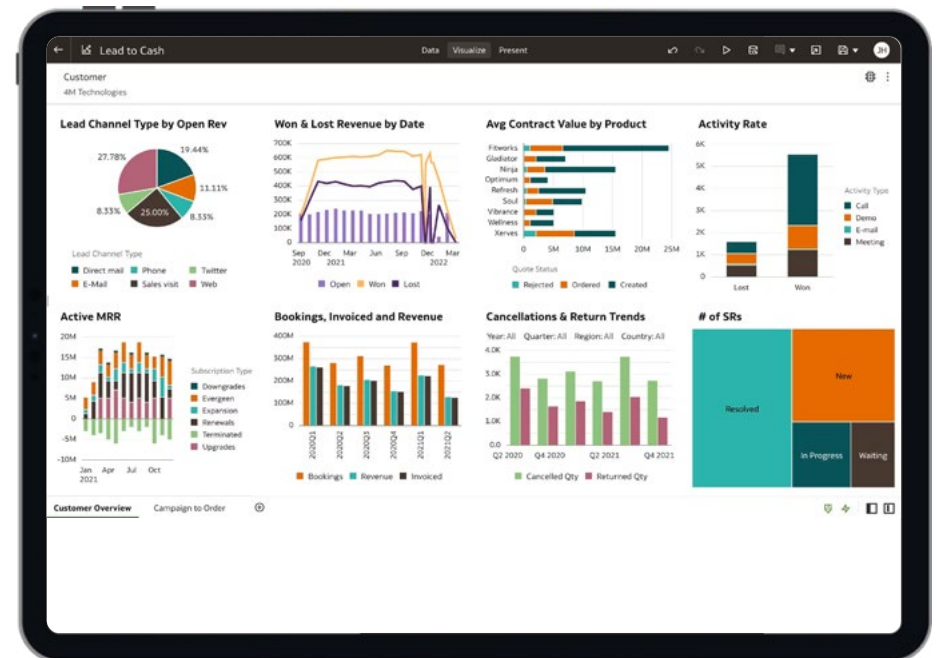 Lead to Cash
Data Visualize Present
JH
Customer
4M Technologies
Lead Channel Type by Open Rev
19.44%
27.78%
11.11%
8.33%
25.00%
8.33%
Lead Channel Type
Direct mail Phone Twitter
E-Mail Sales visit Web
Won & Lost Revenue by Date
700K
600K
500K
400K
300K
200K
100K
0
Sep Dec Mar Jun Sep Dec Mar
2020 2021 2022
Open Won Lost
Avg Contract Value by Product
Fitworks
Gladiator
Ninja
Optimum
Refresh
Soul
Vibrance
Wellness
Xerves
0 5M 10M 15M 20M 25M
Quote Status
Rejected Ordered Created
Activity Rate
6K
5K
4K
3K
2K
1K
0
Lost Won
Activity Type
Call
Demo
E-mail
Meeting
Active MRR
20M
15M
10M
5M
0
-5M
-10M
Jan Apr Jul Oct
2021
Subscription Type
Downgrades
Evergeen
Expansion
Renewals
Terminated
Upgrades
Bookings, Invoiced and Revenue
400M
300M
200M
100M
0
2020Q1
2020Q2
2020Q3
2020Q4
2021Q1
2021Q2
Bookings Revenue Invoiced
Cancellations & Return Trends
Year: All Quarter: All Region: All Country: All
4.0K
3.0K
2.0K
1.0K
0.0
Q2 2020 Q4 2020 Q2 2021 Q4 2021
Cancelled Qty Returned Qty
# of SRs
Resolved
New
In Progress
Waiting
Customer Overview Campaign to Order